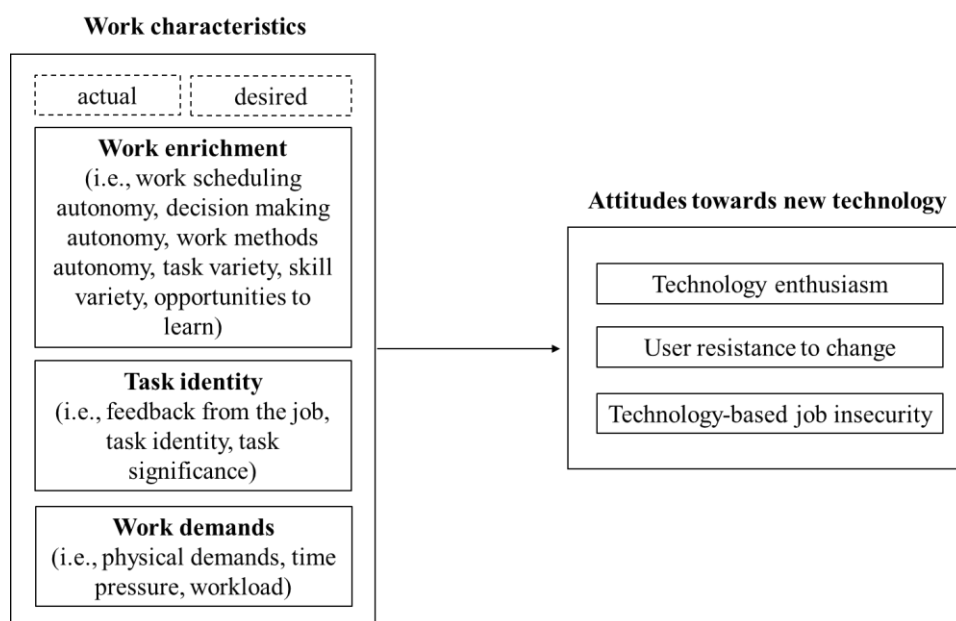 Work characteristics
actual
desired
Work enrichment
(i.e., work scheduling
autonomy, decision making
autonomy, work methods
autonomy, task variety, skill
variety, opportunities to
learn)
Task identity
(i.e., feedback from the job,
task identity, task
significance)
Work demands
(i.e., physical demands, time
pressure, workload)
Attitudes towards new technology
Technology enthusiasm
User resistance to change
Technology-based job insecurity